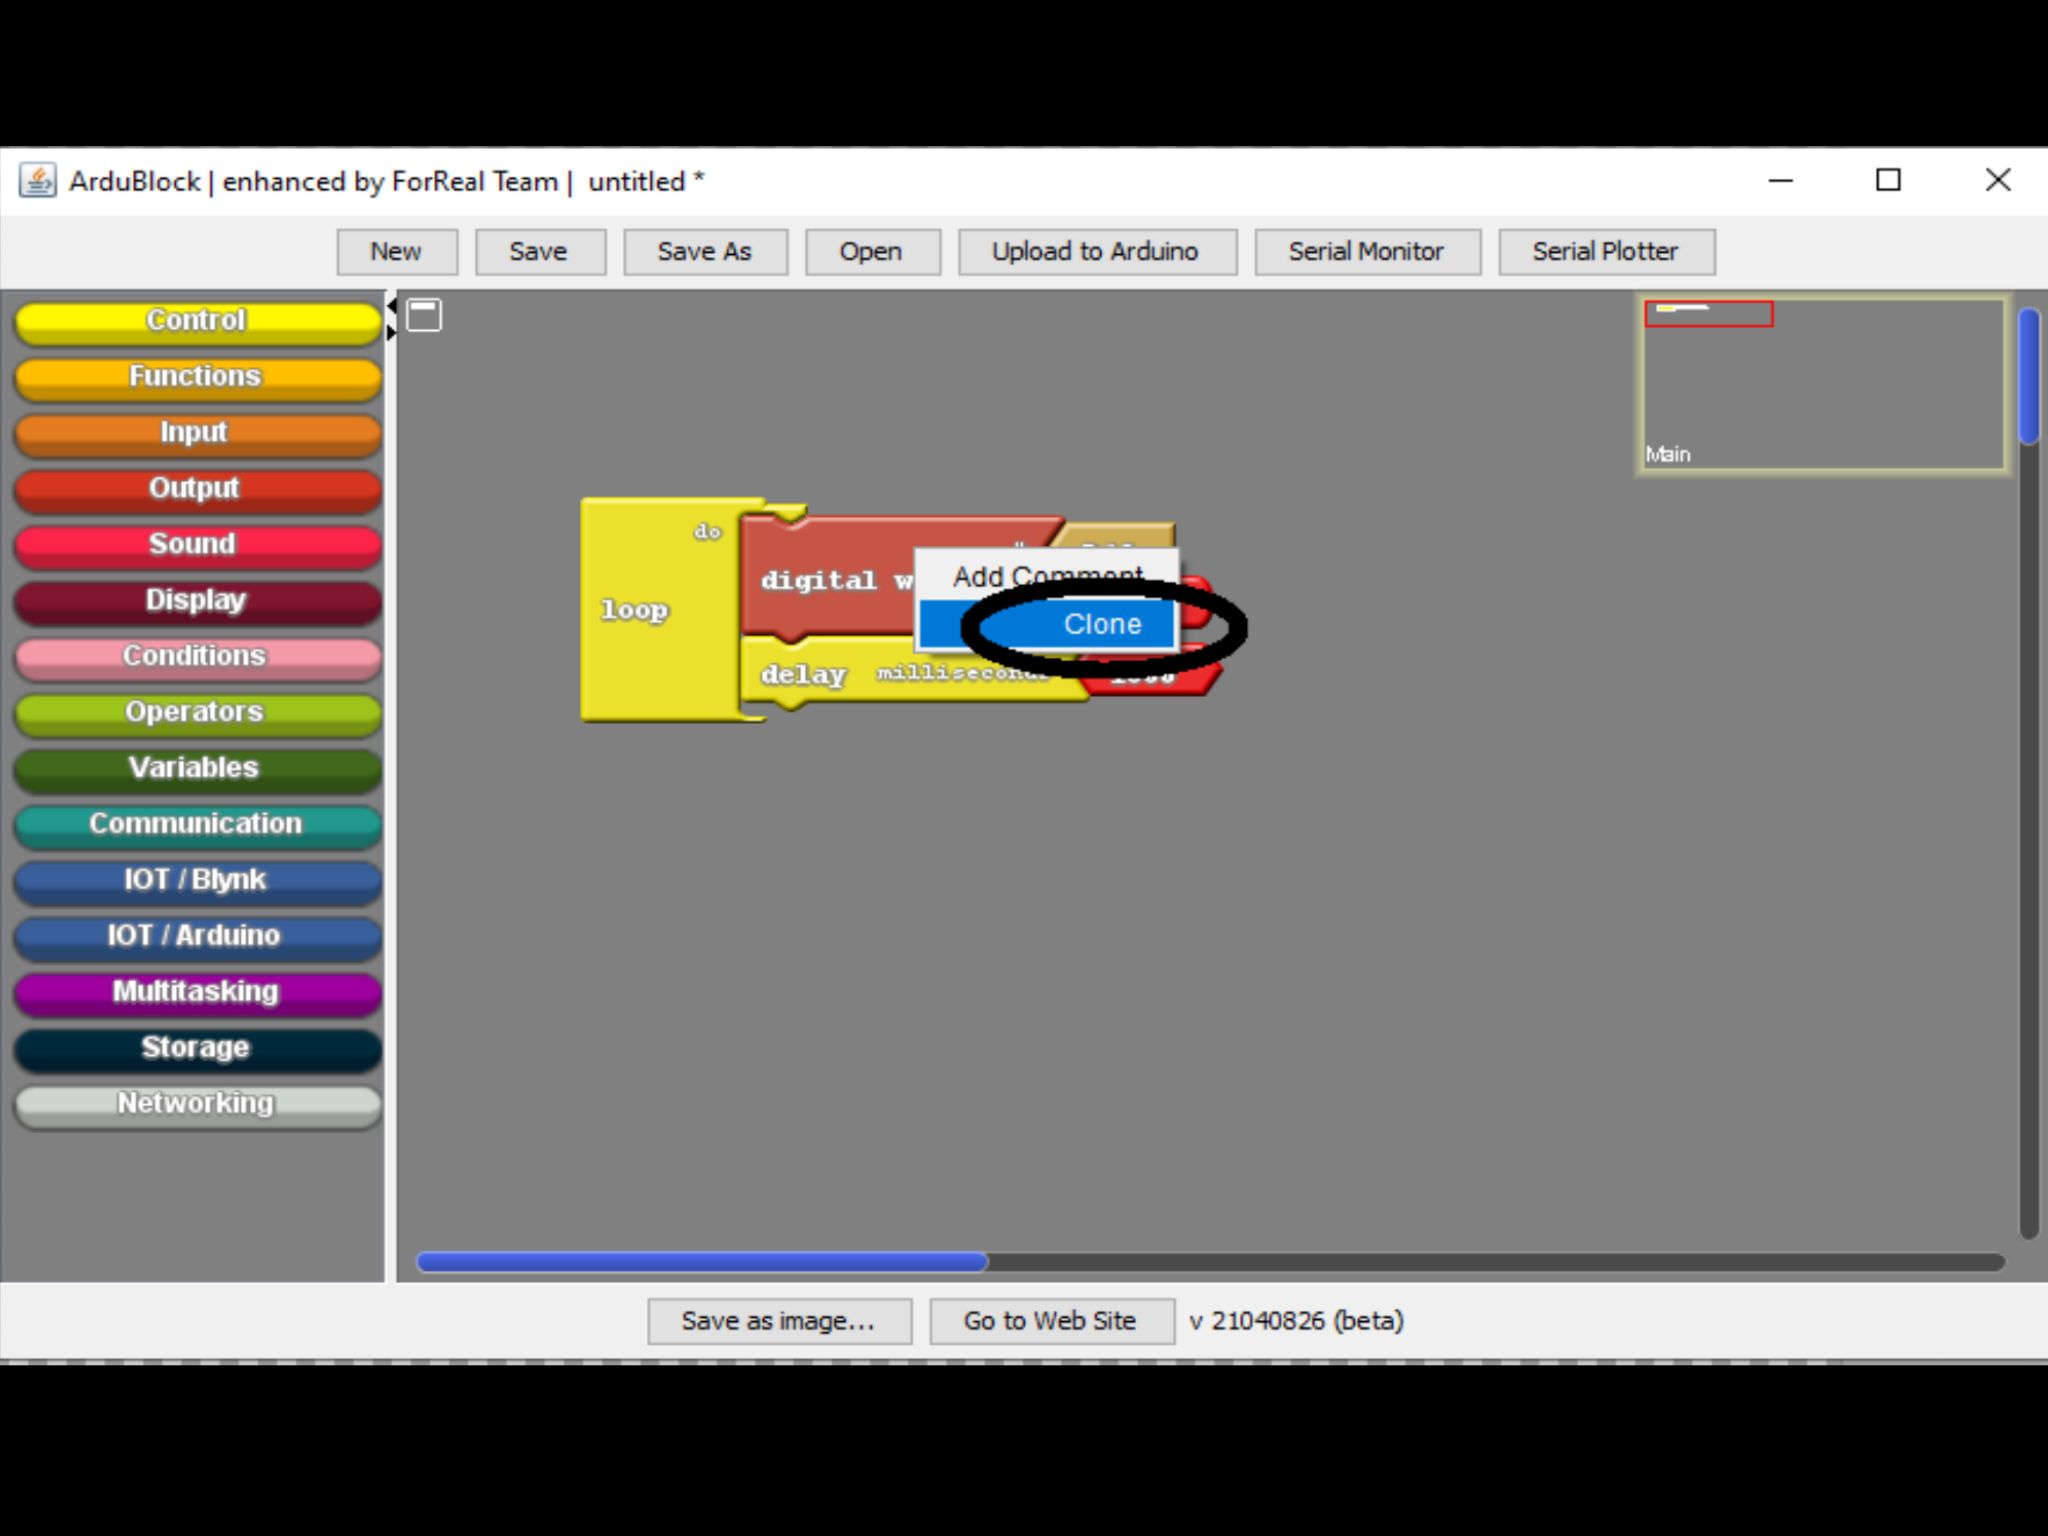 ArduBlock | enhanced by ForReal Team | untitled *
New Save Save As Open Upload to Arduino Serial Monitor Serial Plotter
Control
Functions
Input
Output
Sound
Display
Conditions
Operators
Variables
Communication
IOT / Blynk
IOT / Arduino
Multitasking
Storage
Networking
Main
do
digital w
loop
Add Comment
Clone
delay milliseconds 1000
Save as image... Go to Web Site v 21040826 (beta)